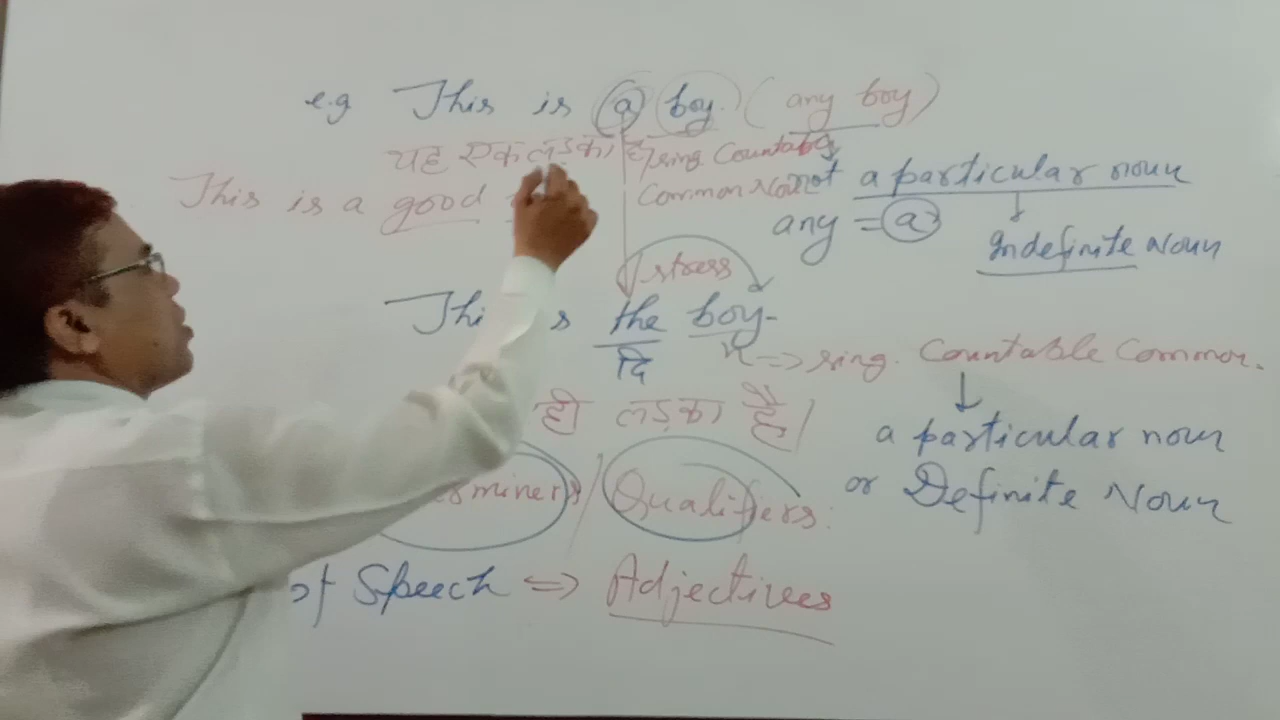 e.g This is a boy. (any boy)
यह एक लड़का है/ sing. Countable
This is a good
Common Noun
not a particular noun
any = a
Indefinite Noun
stress
This is the boy-
दि
N => sing. Countable Common.
ही लड़का है।
a particular noun
or Definite Noun
/ Qualifiers:
of Speech => Adjectives